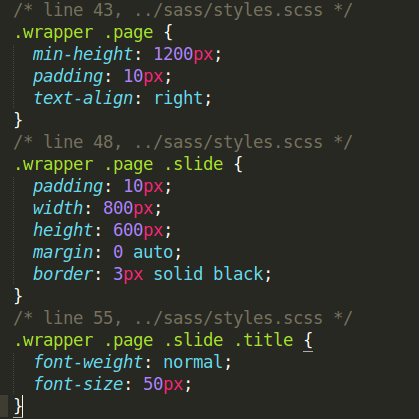 /* line 43, ../sass/styles.scss */
.wrapper .page {
  min-height: 1200px;
  padding: 10px;
  text-align: right;
}
/* line 48, ../sass/styles.scss */
.wrapper .page .slide {
  padding: 10px;
  width: 800px;
  height: 600px;
  margin: 0 auto;
  border: 3px solid black;
}
/* line 55, ../sass/styles.scss */
.wrapper .page .slide .title {
  font-weight: normal;
  font-size: 50px;
}